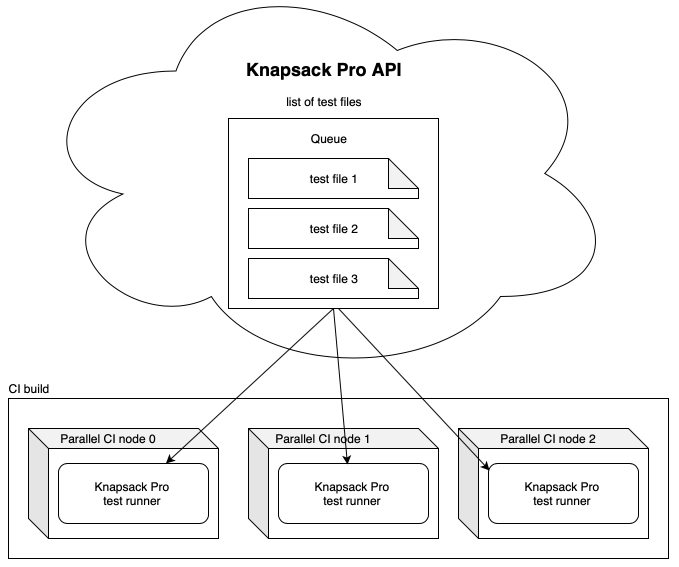 Knapsack Pro API
list of test files
Queue
test file 1
test file 2
test file 3
CI build
Parallel CI node 0
Parallel CI node 1
Parallel CI node 2
Knapsack Pro
test runner
Knapsack Pro
test runner
Knapsack Pro
test runner